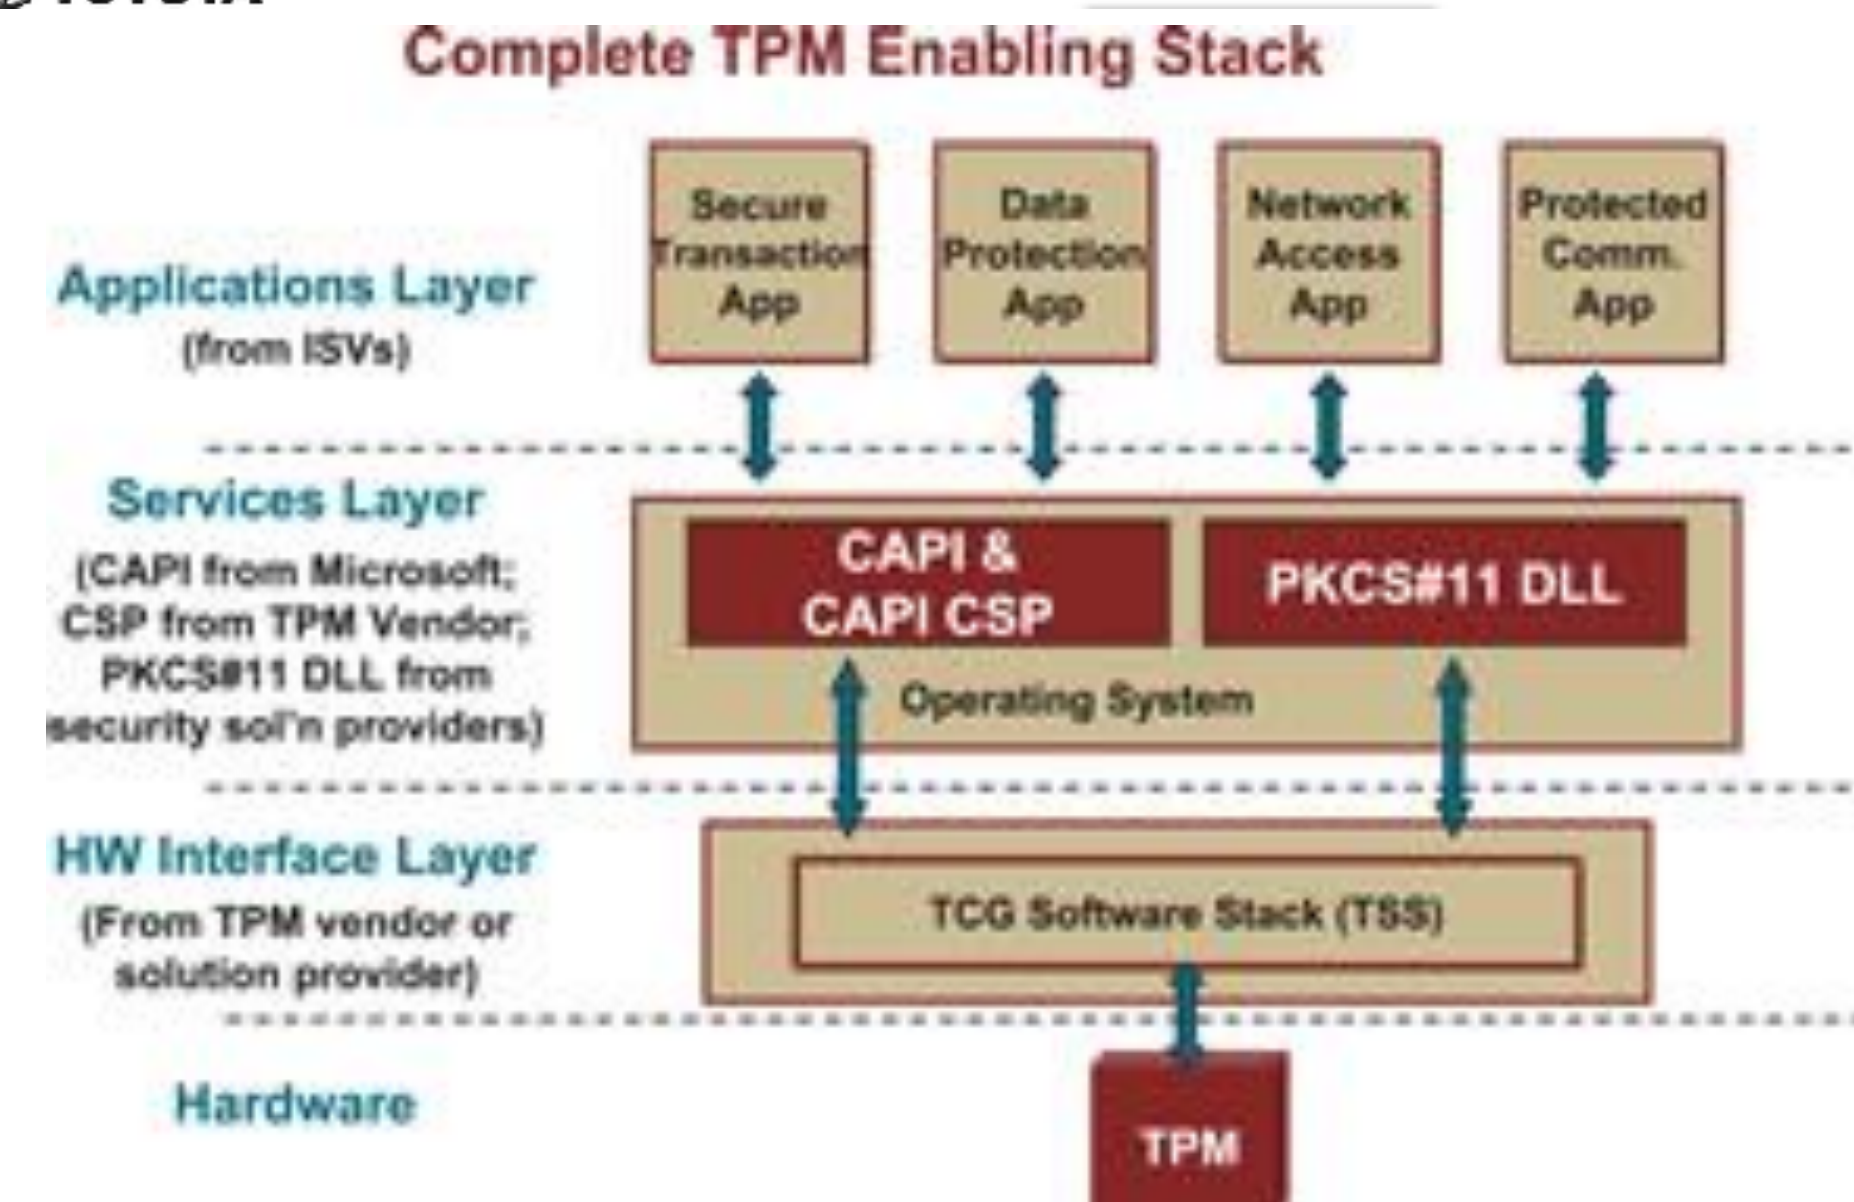 Complete TPM Enabling Stack
Secure
Transaction
App
Data
Protection
App
Network
Access
App
Protected
Comm.
App
Applications Layer
(from ISVs)
Services Layer
(CAPI from Microsoft;
CSP from TPM Vendor;
PKCS#11 DLL from
security sol'n providers)
CAPI &
CAPI CSP
PKCS#11 DLL
Operating System
HW Interface Layer
(From TPM vendor or
solution provider)
TCG Software Stack (TSS)
Hardware
TPM